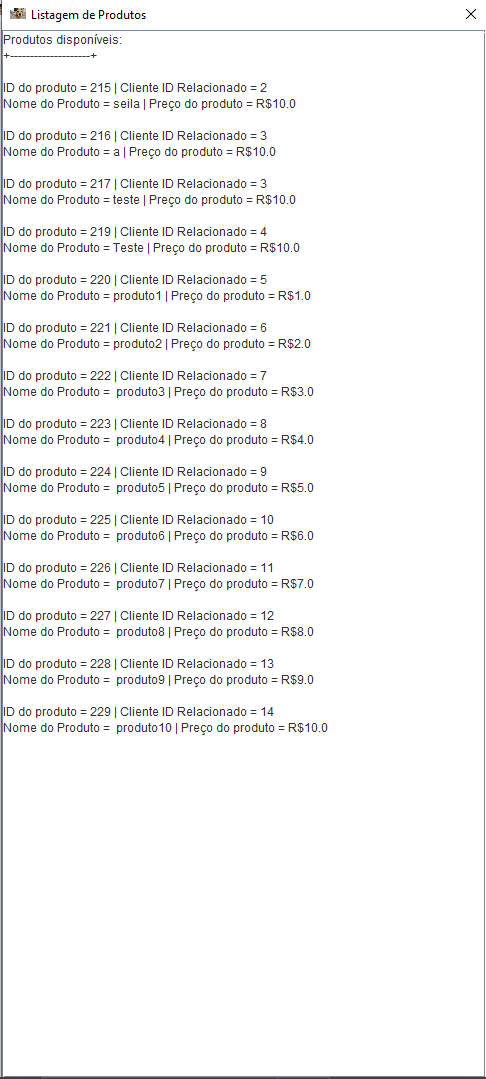 Listagem de Produtos
Produtos disponíveis:
+--------------------+
ID do produto = 215 | Cliente ID Relacionado = 2
Nome do Produto = seila | Preço do produto = R$10.0
ID do produto = 216 | Cliente ID Relacionado = 3
Nome do Produto = a | Preço do produto = R$10.0
ID do produto = 217 | Cliente ID Relacionado = 3
Nome do Produto = teste | Preço do produto = R$10.0
ID do produto = 219 | Cliente ID Relacionado = 4
Nome do Produto = Teste | Preço do produto = R$10.0
ID do produto = 220 | Cliente ID Relacionado = 5
Nome do Produto = produto1 | Preço do produto = R$1.0
ID do produto = 221 | Cliente ID Relacionado = 6
Nome do Produto = produto2 | Preço do produto = R$2.0
ID do produto = 222 | Cliente ID Relacionado = 7
Nome do Produto =  produto3 | Preço do produto = R$3.0
ID do produto = 223 | Cliente ID Relacionado = 8
Nome do Produto =  produto4 | Preço do produto = R$4.0
ID do produto = 224 | Cliente ID Relacionado = 9
Nome do Produto =  produto5 | Preço do produto = R$5.0
ID do produto = 225 | Cliente ID Relacionado = 10
Nome do Produto =  produto6 | Preço do produto = R$6.0
ID do produto = 226 | Cliente ID Relacionado = 11
Nome do Produto =  produto7 | Preço do produto = R$7.0
ID do produto = 227 | Cliente ID Relacionado = 12
Nome do Produto =  produto8 | Preço do produto = R$8.0
ID do produto = 228 | Cliente ID Relacionado = 13
Nome do Produto =  produto9 | Preço do produto = R$9.0
ID do produto = 229 | Cliente ID Relacionado = 14
Nome do Produto =  produto10 | Preço do produto = R$10.0